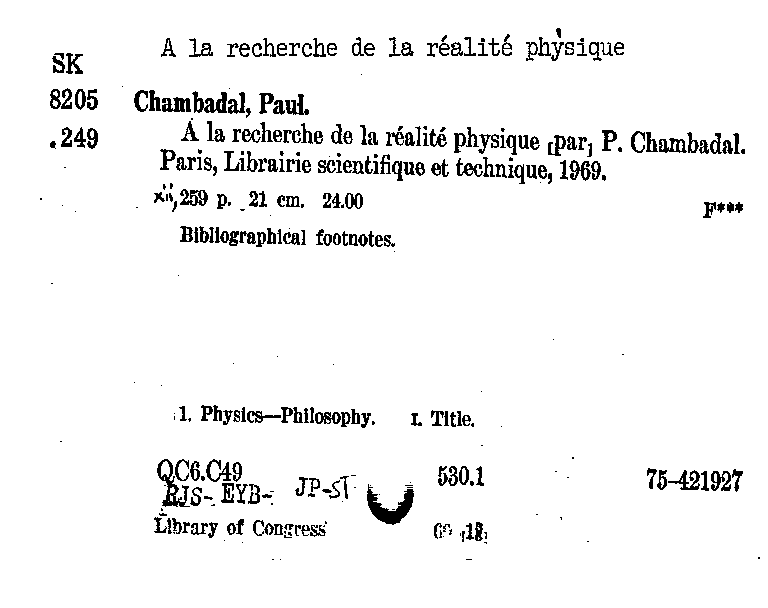 A la recherche de la réalité physique
SK
8205 Chambadal, Paul.
.249 À la recherche de la réalité physique [par] P. Chambadal.
Paris, Librairie scientifique et technique, 1969.
xii, 259 p. 21 cm. 24.00
F***
Bibliographical footnotes.
1. Physics—Philosophy. I. Title.
QC6.C49 530.1 75-421927
RJS- EYB- JP-ST
Library of Congress